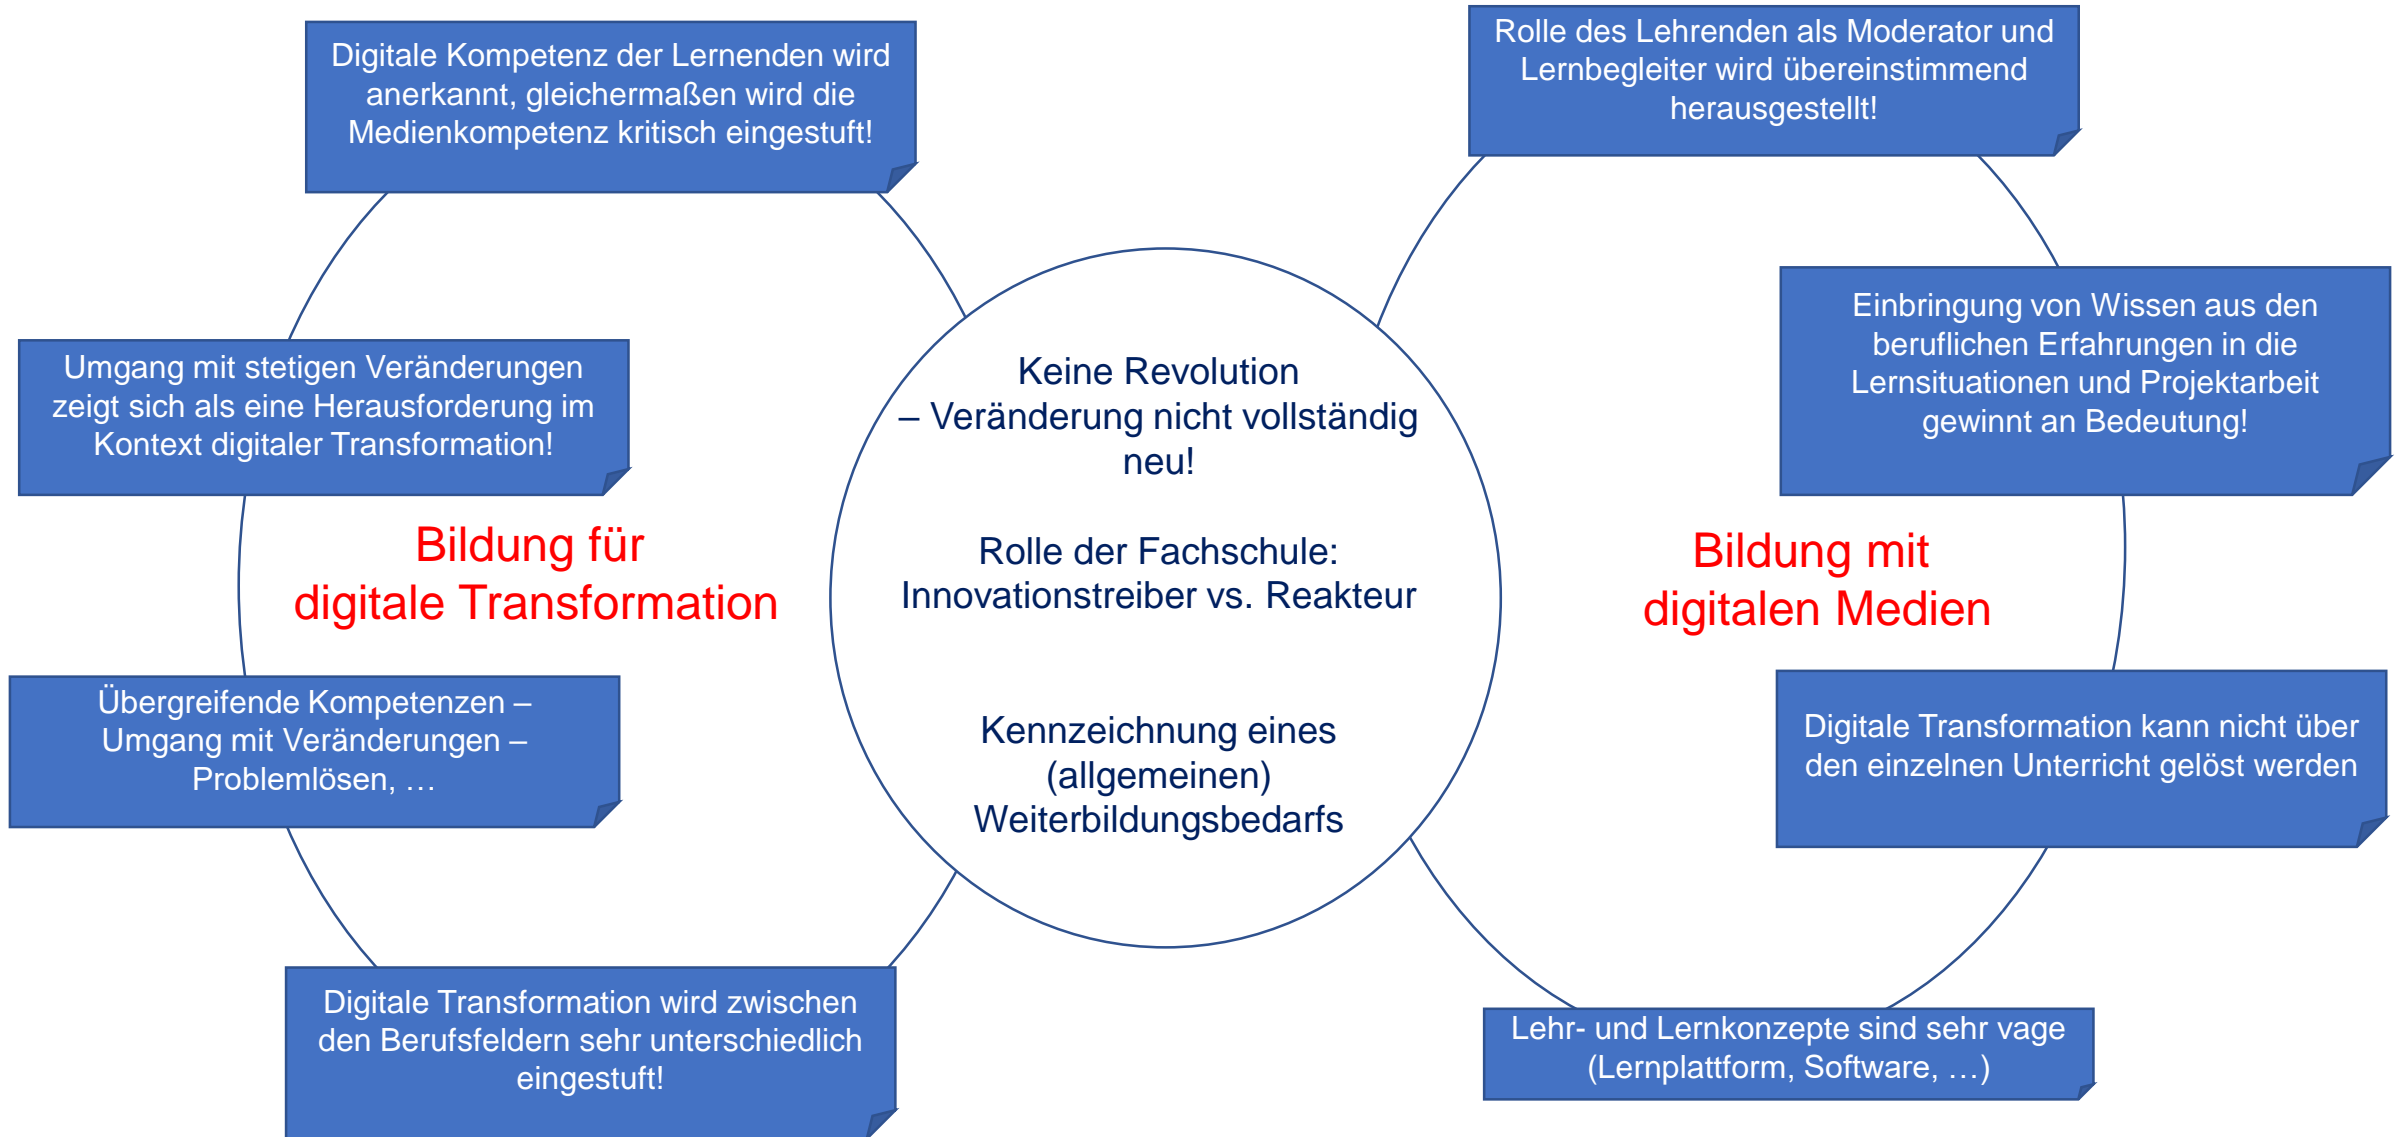 Digitale Kompetenz der Lernenden wird
anerkannt, gleichermaßen wird die
Medienkompetenz kritisch eingestuft!
Umgang mit stetigen Veränderungen
zeigt sich als eine Herausforderung im
Kontext digitaler Transformation!
Bildung für
digitale Transformation
Übergreifende Kompetenzen –
Umgang mit Veränderungen –
Problemlösen, …
Digitale Transformation wird zwischen
den Berufsfeldern sehr unterschiedlich
eingestuft!
Keine Revolution
– Veränderung nicht vollständig
neu!
Rolle der Fachschule:
Innovationstreiber vs. Reakteur
Kennzeichnung eines
(allgemeinen)
Weiterbildungsbedarfs
Rolle des Lehrenden als Moderator und
Lernbegleiter wird übereinstimmend
herausgestellt!
Einbringung von Wissen aus den
beruflichen Erfahrungen in die
Lernsituationen und Projektarbeit
gewinnt an Bedeutung!
Bildung mit
digitalen Medien
Digitale Transformation kann nicht über
den einzelnen Unterricht gelöst werden
Lehr- und Lernkonzepte sind sehr vage
(Lernplattform, Software, …)